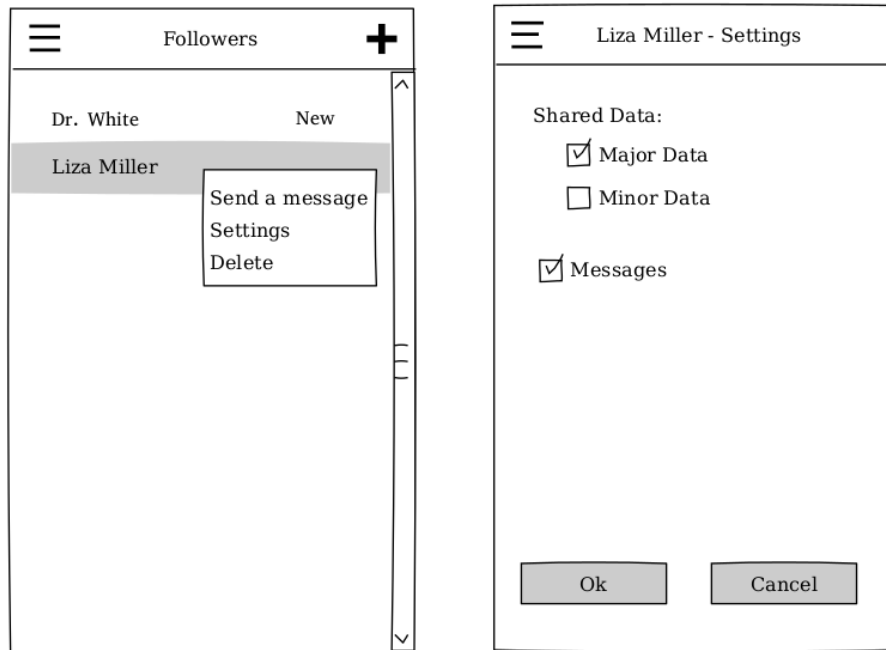 Followers
Dr. White New
Liza Miller
Send a message
Settings
Delete
Liza Miller - Settings
Shared Data:
Major Data
Minor Data
Messages
Ok Cancel